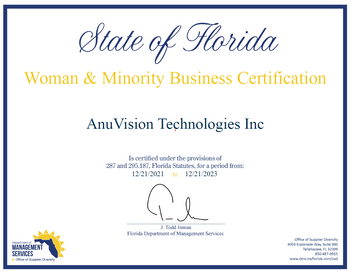 State of Florida
Woman & Minority Business Certification
AnuVision Technologies Inc
Is certified under the provisions of
287 and 295.187, Florida Statutes, for a period from:
12/21/2021 to 12/21/2023
J. Todd Inman
Florida Department of Management Services
Department of
MANAGEMENT
SERVICES
Office of Supplier Diversity
Office of Supplier Diversity
4050 Esplanade Way, Suite 380
Tallahassee, FL 32399
850-487-0915
www.dms.myflorida.com/osd